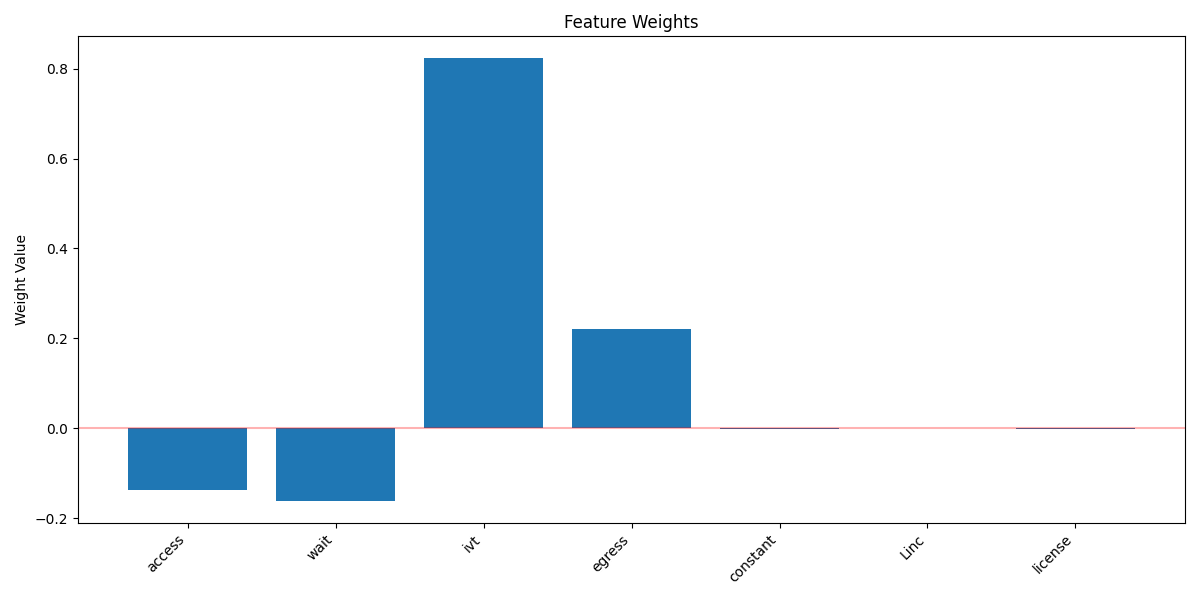 Feature Weights
Weight Value
0.8
0.6
0.4
0.2
0.0
−0.2
access
wait
ivt
egress
constant
Linc
license